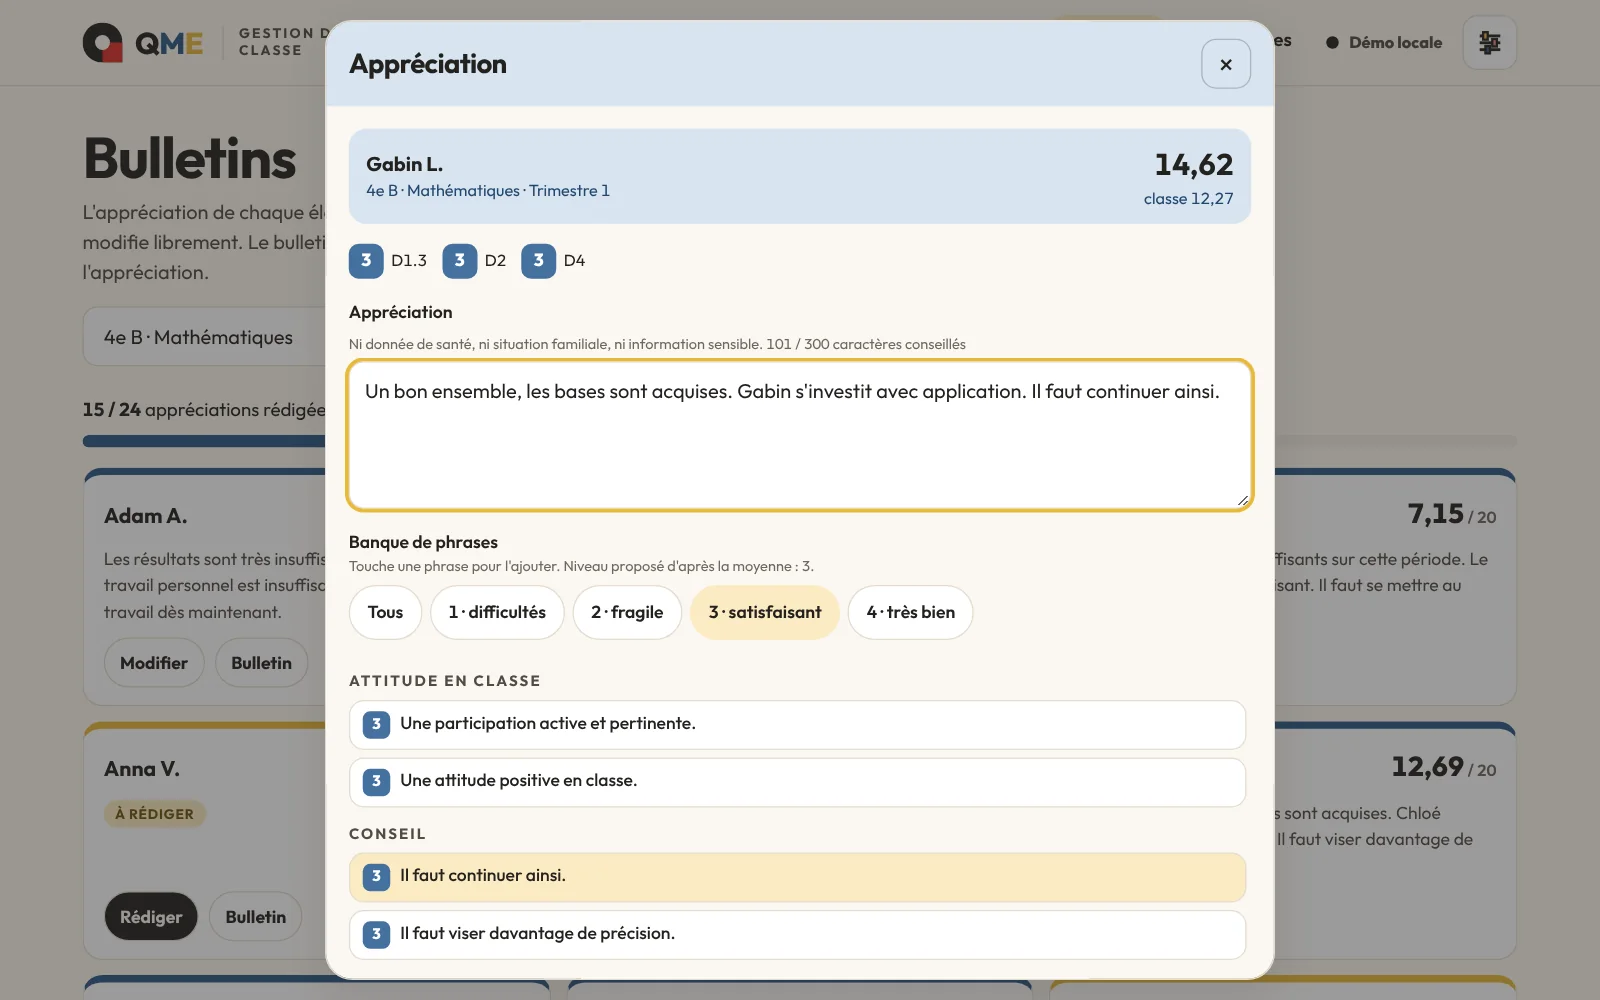 QME
GESTION D
CLASSE
es
Démo locale
Bulletins
L'appréciation de chaque él
modifie librement. Le bulleti
l'appréciation.
4e B · Mathématiques
15 / 24 appréciations rédigée
Adam A.
Les résultats sont très insuffis
travail personnel est insuffisa
travail dès maintenant.
Modifier
Bulletin
Anna V.
À RÉDIGER
Rédiger
Bulletin
Appréciation
×
Gabin L.
4e B · Mathématiques · Trimestre 1
14,62
classe 12,27
3 D1.3 3 D2 3 D4
Appréciation
Ni donnée de santé, ni situation familiale, ni information sensible. 101 / 300 caractères conseillés
Un bon ensemble, les bases sont acquises. Gabin s'investit avec application. Il faut continuer ainsi.
Banque de phrases
Touche une phrase pour l'ajouter. Niveau proposé d'après la moyenne : 3.
Tous
1 · difficultés
2 · fragile
3 · satisfaisant
4 · très bien
ATTITUDE EN CLASSE
3 Une participation active et pertinente.
3 Une attitude positive en classe.
CONSEIL
3 Il faut continuer ainsi.
3 Il faut viser davantage de précision.
7,15 / 20
ffisants sur cette période. Le
isant. Il faut se mettre au
12,69 / 20
s sont acquises. Chloé
Il faut viser davantage de